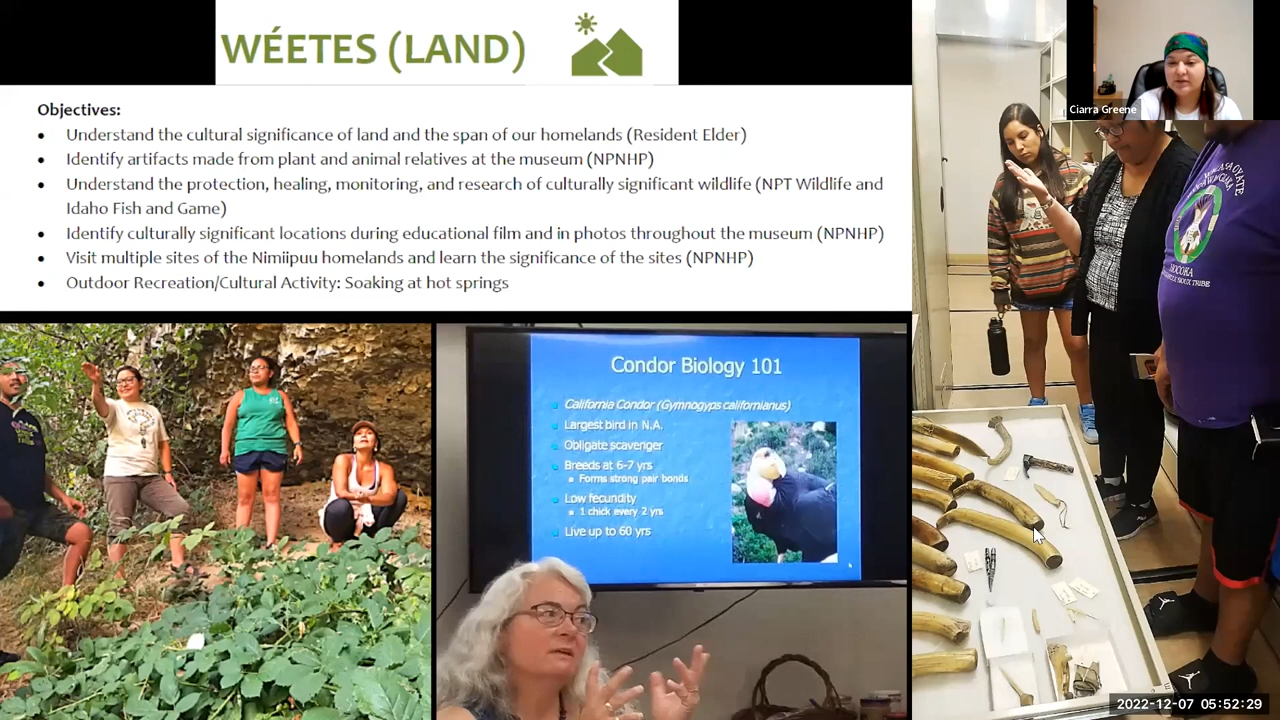 WÉETES (LAND)
Objectives:
• Understand the cultural significance of land and the span of our homelands (Resident Elder)
• Identify artifacts made from plant and animal relatives at the museum (NPNHP)
• Understand the protection, healing, monitoring, and research of culturally significant wildlife (NPT Wildlife and
Idaho Fish and Game)
• Identify culturally significant locations during educational film and in photos throughout the museum (NPNHP)
• Visit multiple sites of the Nimiipuu homelands and learn the significance of the sites (NPNHP)
• Outdoor Recreation/Cultural Activity: Soaking at hot springs
Ciarra Greene
Condor Biology 101
California Condor (Gymnogyps californianus)
Largest bird in N.A.
Obligate scavenger
Breeds at 6-7 yrs
Forms strong pair bonds
Low fecundity
1 chick every 2 yrs
Live up to 60 yrs
OYATE
SIOUX TRIBE
2022-12-07 05:52:29